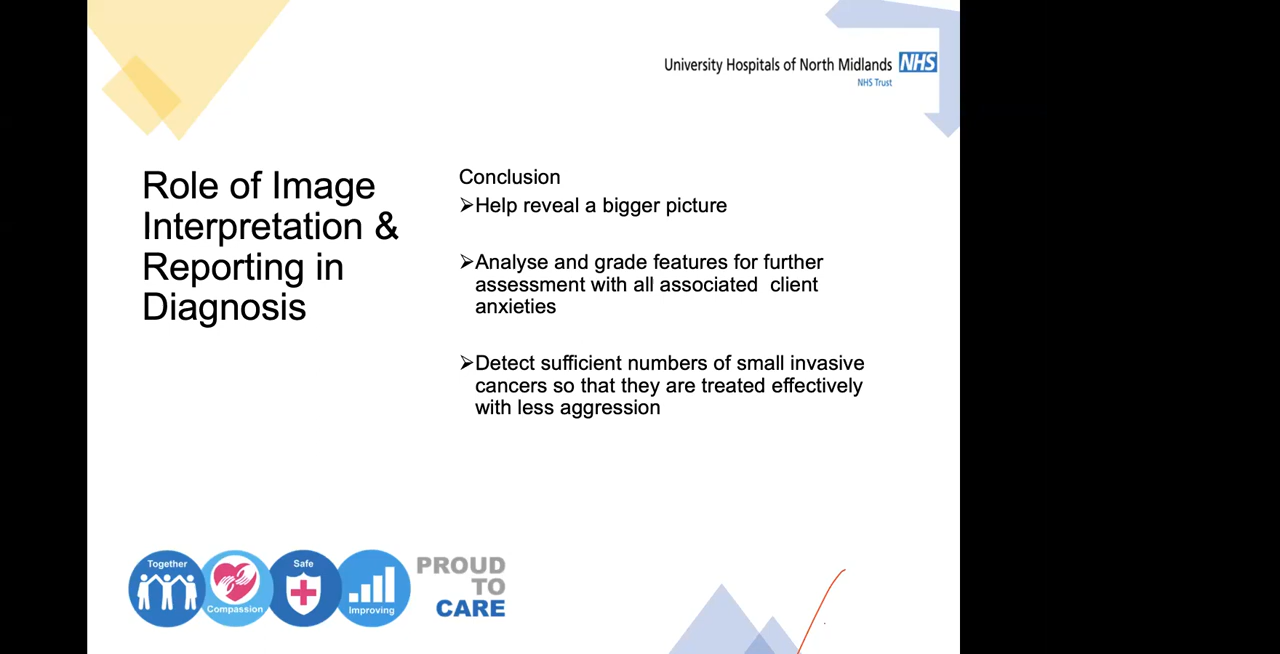 University Hospitals of North Midlands NHS
NHS Trust
Role of Image
Interpretation &
Reporting in
Diagnosis
Conclusion
➢Help reveal a bigger picture
➢Analyse and grade features for further
assessment with all associated  client
anxieties
➢Detect sufficient numbers of small invasive
cancers so that they are treated effectively
with less aggression
Together
Compassion
Safe
Improving
PROUD
TO
CARE